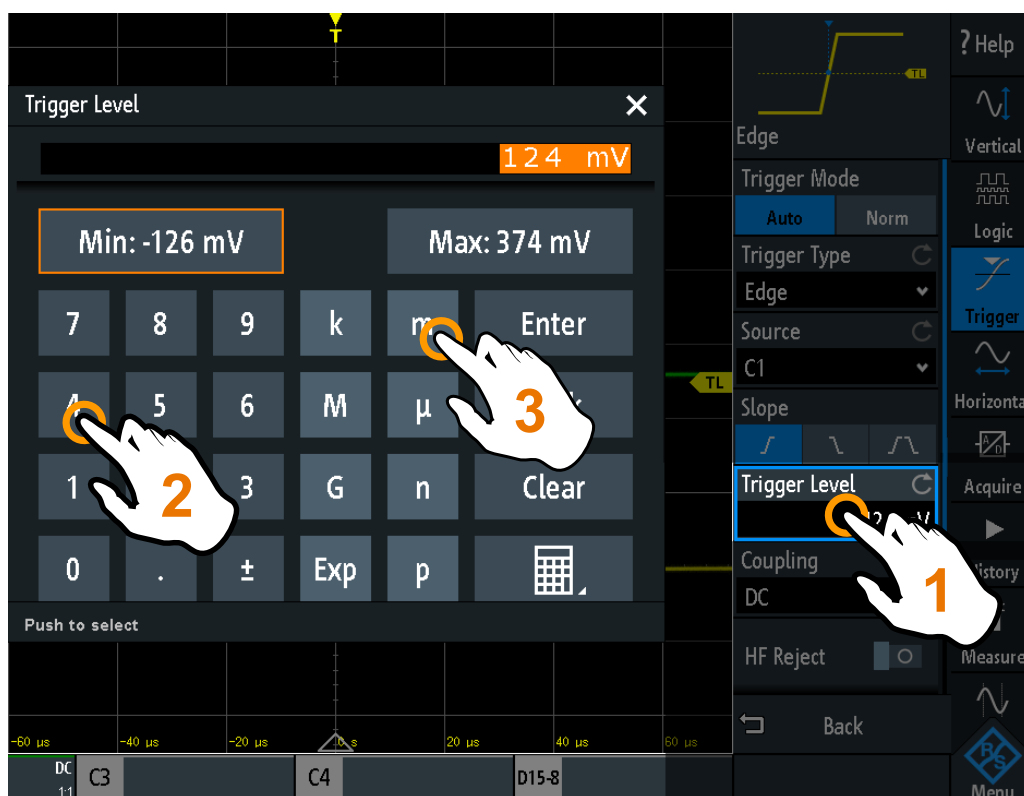 T
Trigger Level
124 mV
Min: -126 mV
Max: 374 mV
7 8 9 k m Enter
4 5 6 M µ
1 3 G n Clear
0 . ± Exp p
Push to select
1
2
3
TL
-60 µs
-40 µs
-20 µs
0 s
20 µs
40 µs
60 µs
DC
1:1
C3
C4
D15-8
TL
Edge
Trigger Mode
Auto Norm
Trigger Type
Edge
Source
C1
Slope
Trigger Level
Coupling
DC
HF Reject
Back
? Help
Vertical
Logic
Trigger
Horizonta
A
D
Acquire
History
Measure
R
S
Menu